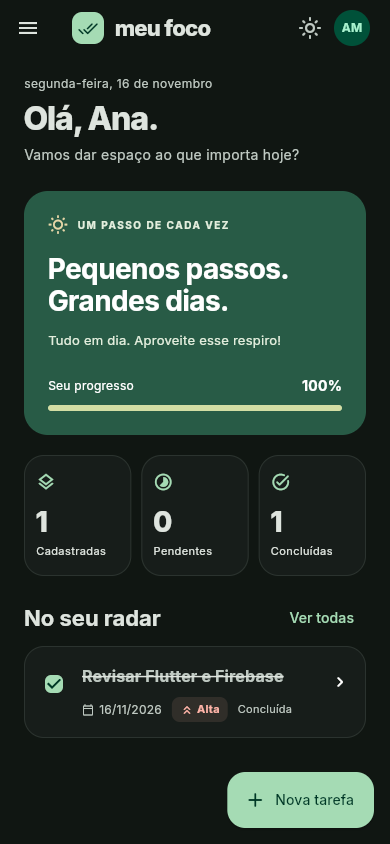 meu foco
AM
segunda-feira, 16 de novembro
Olá, Ana.
Vamos dar espaço ao que importa hoje?
UM PASSO DE CADA VEZ
Pequenos passos.
Grandes dias.
Tudo em dia. Aproveite esse respiro!
Seu progresso 100%
1 0 1
Cadastradas Pendentes Concluídas
No seu radar Ver todas
Revisar Flutter e Firebase
16/11/2026 Alta Concluída
Nova tarefa